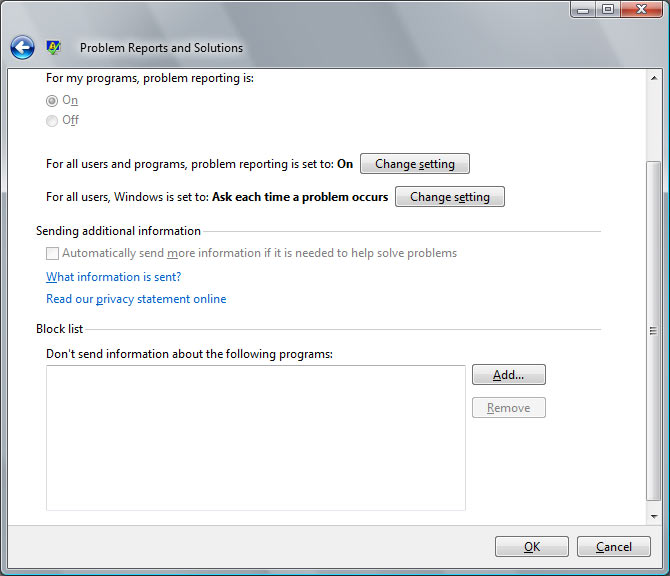 Problem Reports and Solutions
For my programs, problem reporting is:
On
Off
For all users and programs, problem reporting is set to: On Change setting
For all users, Windows is set to: Ask each time a problem occurs Change setting
Sending additional information
Automatically send more information if it is needed to help solve problems
What information is sent?
Read our privacy statement online
Block list
Don't send information about the following programs:
Add...
Remove
OK Cancel